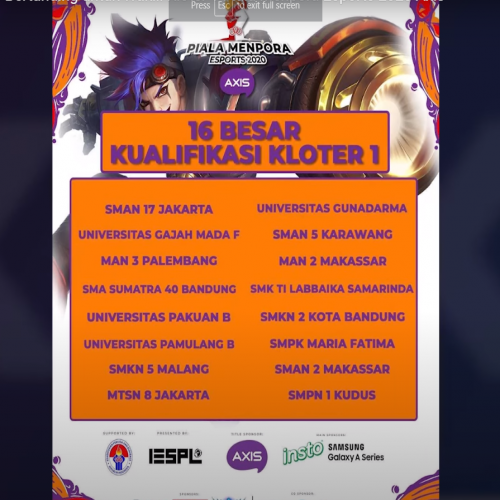 Press Esc to exit full screen
PIALA MENPORA
ESPORTS 2020
AXIS
16 BESAR
KUALIFIKASI KLOTER 1
SMAN 17 JAKARTA
UNIVERSITAS GAJAH MADA F
MAN 3 PALEMBANG
SMA SUMATRA 40 BANDUNG
UNIVERSITAS PAKUAN B
UNIVERSITAS PAMULANG B
SMKN 5 MALANG
MTSN 8 JAKARTA
UNIVERSITAS GUNADARMA
SMAN 5 KARAWANG
MAN 2 MAKASSAR
SMK TI LABBAIKA SAMARINDA
SMKN 2 KOTA BANDUNG
SMPK MARIA FATIMA
SMAN 2 MAKASSAR
SMPN 1 KUDUS
SUPPORTED BY:
PRESENTED BY:
TITLE SPONSOR:
MAIN SPONSOR:
IESPL
AXIS
insto
SAMSUNG
Galaxy A Series